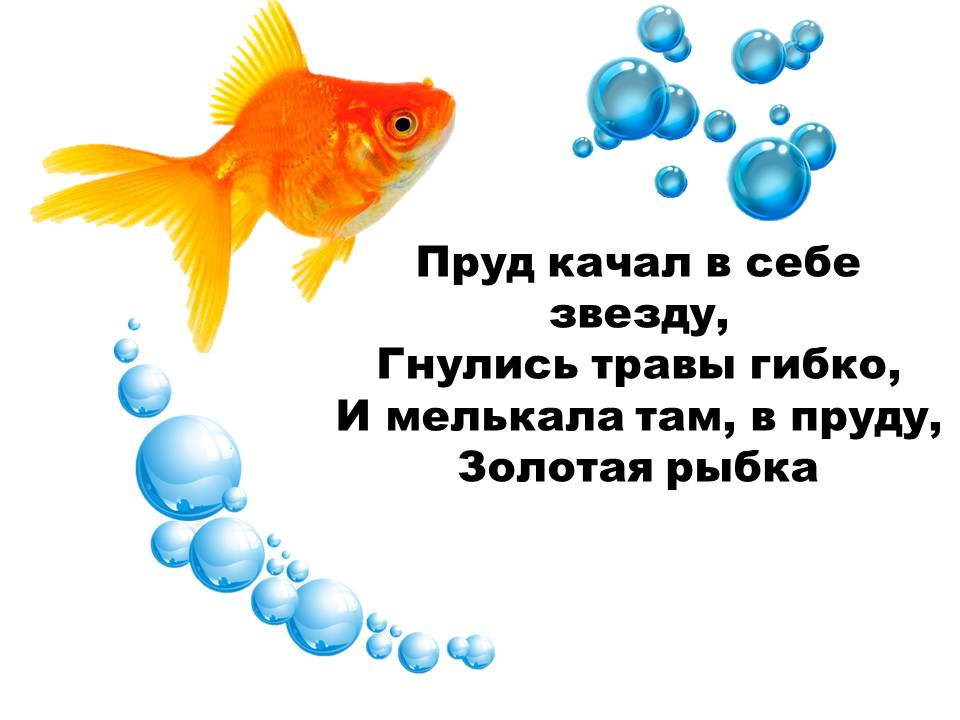 Пруд качал в себе
звезду,
Гнулись травы гибко,
И мелькала там, в пруду,
Золотая рыбка